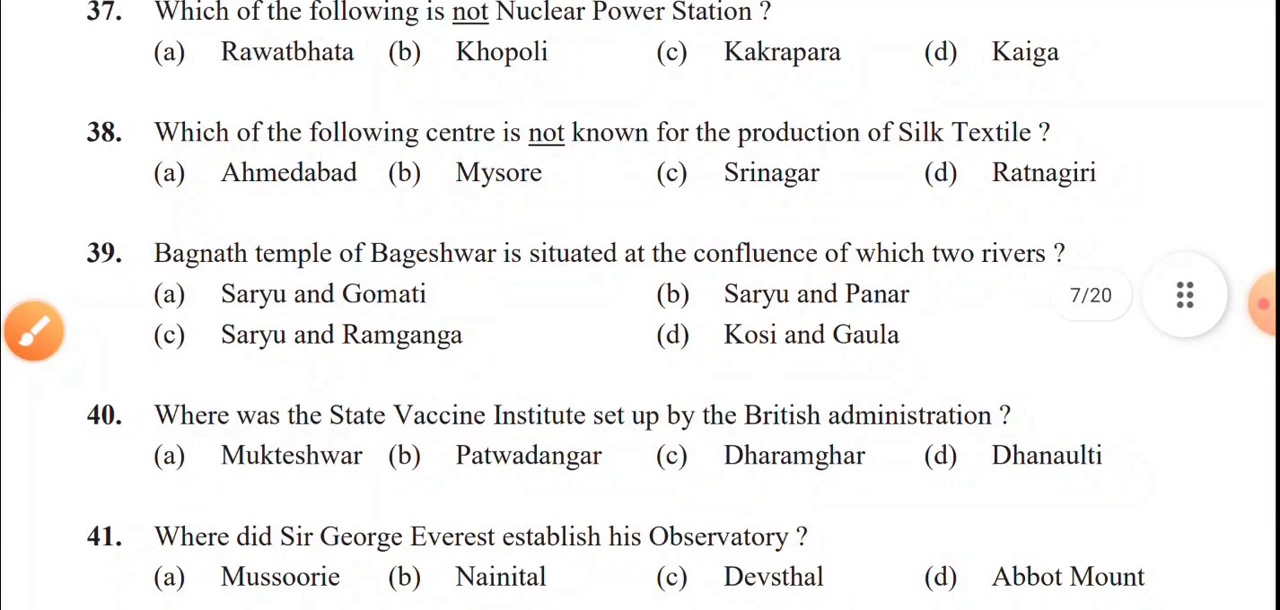 37. Which of the following is not Nuclear Power Station ?
(a) Rawatbhata (b) Khopoli (c) Kakrapara (d) Kaiga
38. Which of the following centre is not known for the production of Silk Textile ?
(a) Ahmedabad (b) Mysore (c) Srinagar (d) Ratnagiri
39. Bagnath temple of Bageshwar is situated at the confluence of which two rivers ?
(a) Saryu and Gomati (b) Saryu and Panar 7/20
(c) Saryu and Ramganga (d) Kosi and Gaula
40. Where was the State Vaccine Institute set up by the British administration ?
(a) Mukteshwar (b) Patwadangar (c) Dharamghar (d) Dhanaulti
41. Where did Sir George Everest establish his Observatory ?
(a) Mussoorie (b) Nainital (c) Devsthal (d) Abbot Mount